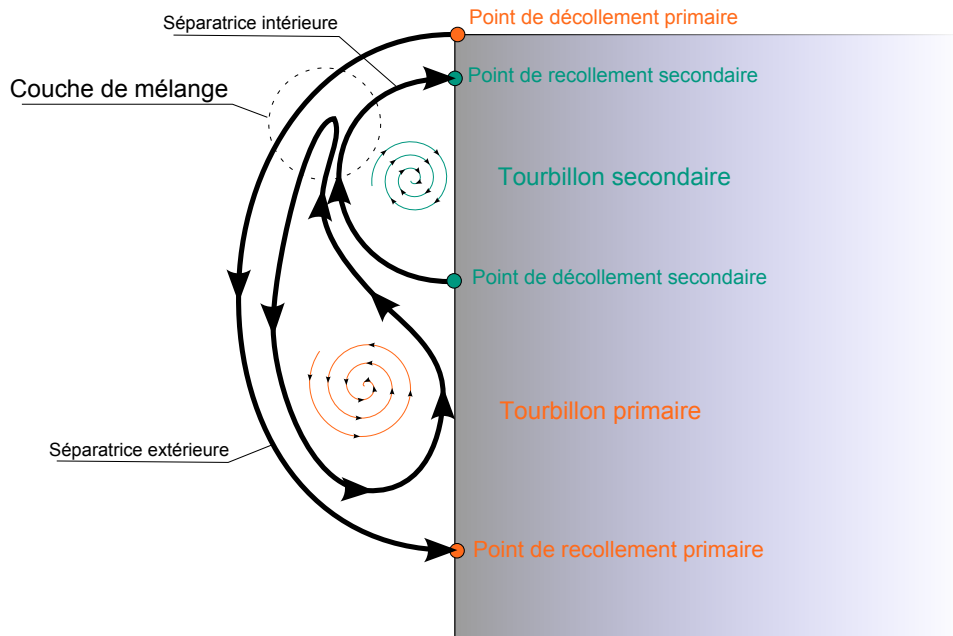 Point de décollement primaire
Séparatrice intérieure
Point de recollement secondaire
Couche de mélange
Tourbillon secondaire
Point de décollement secondaire
Tourbillon primaire
Séparatrice extérieure
Point de recollement primaire